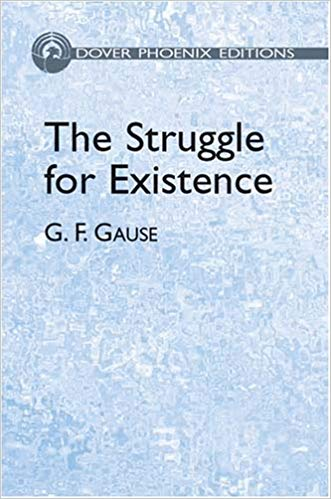 DOVER PHOENIX EDITIONS
The Struggle
for Existence
G. F. GAUSE